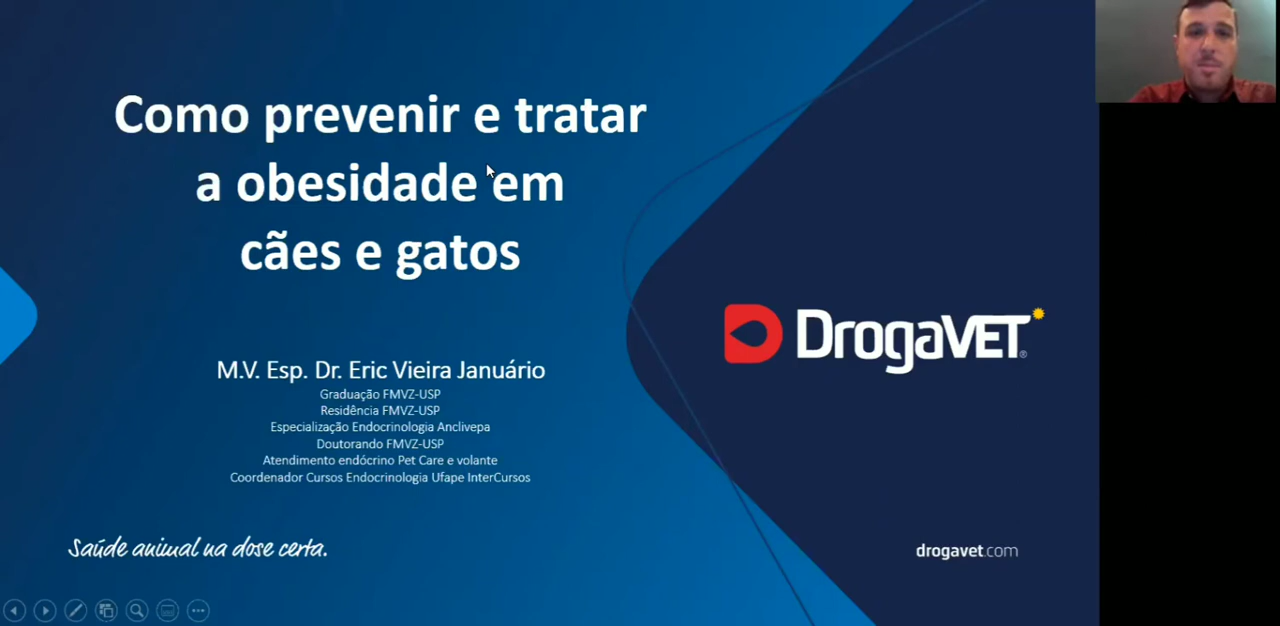 Como prevenir e tratar
a obesidade em
cães e gatos
M.V. Esp. Dr. Eric Vieira Januário
Graduação FMVZ-USP
Residência FMVZ-USP
Especialização Endocrinologia Anclivepa
Doutorando FMVZ-USP
Atendimento endócrino Pet Care e volante
Coordenador Cursos Endocrinologia Ufape InterCursos
Saúde animal na dose certa.
DrogaVET®
drogavet.com